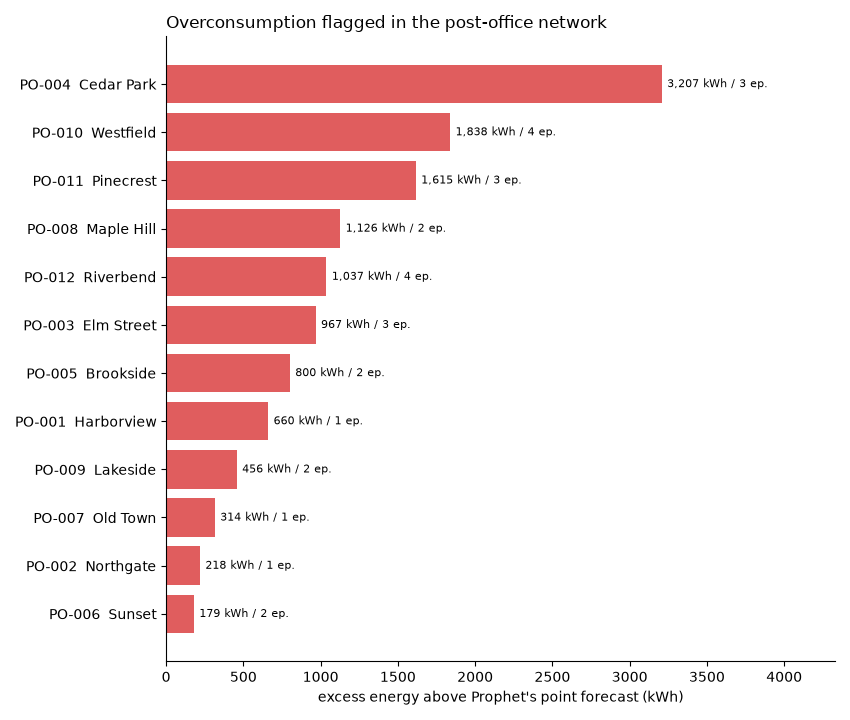 Overconsumption flagged in the post-office network
PO-004 Cedar Park 3,207 kWh / 3 ep.
PO-010 Westfield 1,838 kWh / 4 ep.
PO-011 Pinecrest 1,615 kWh / 3 ep.
PO-008 Maple Hill 1,126 kWh / 2 ep.
PO-012 Riverbend 1,037 kWh / 4 ep.
PO-003 Elm Street 967 kWh / 3 ep.
PO-005 Brookside 800 kWh / 2 ep.
PO-001 Harborview 660 kWh / 1 ep.
PO-009 Lakeside 456 kWh / 2 ep.
PO-007 Old Town 314 kWh / 1 ep.
PO-002 Northgate 218 kWh / 1 ep.
PO-006 Sunset 179 kWh / 2 ep.
0 500 1000 1500 2000 2500 3000 3500 4000
excess energy above Prophet's point forecast (kWh)